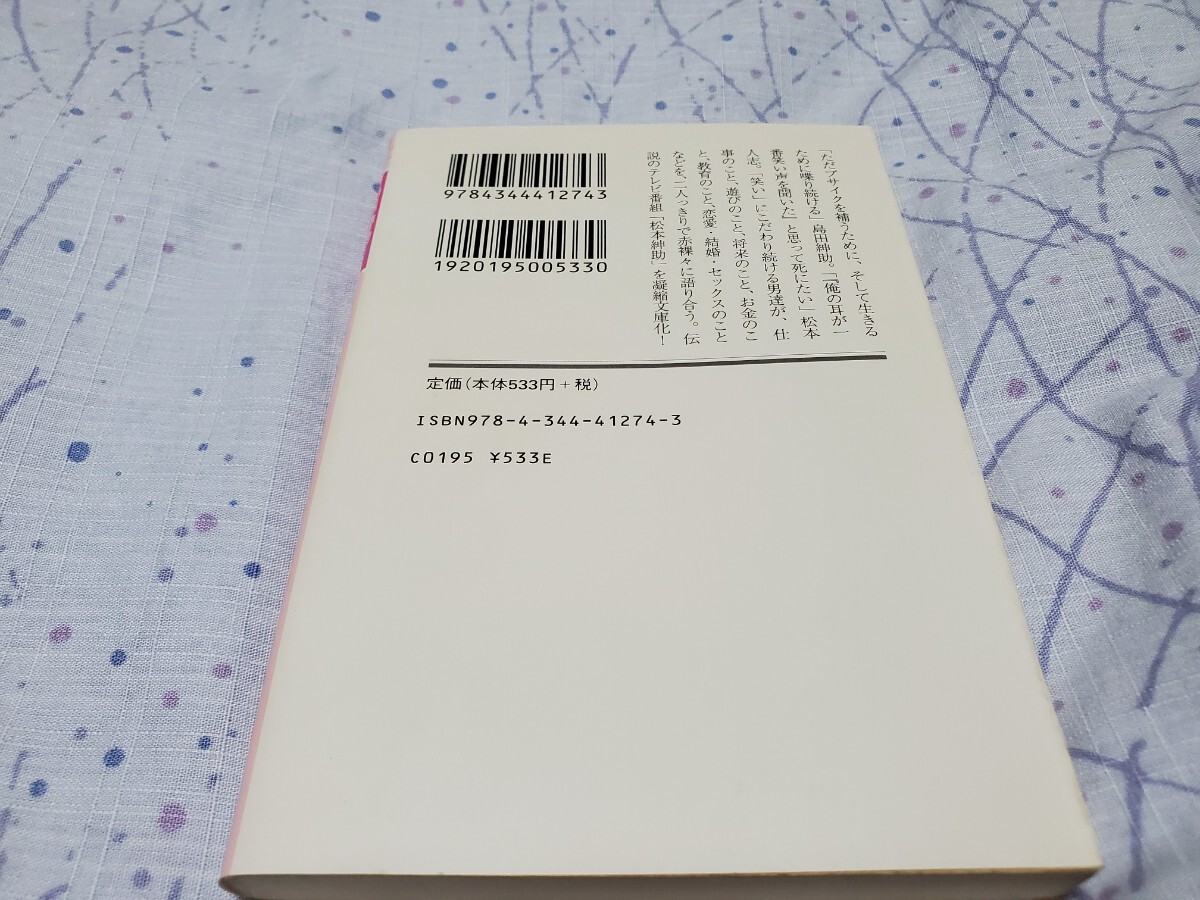 9784344412743
1920195005330
「ただブサイクを補うために、そして生きる
ために喋り続ける」島田紳助。「『俺の耳が一
番笑い声を聞いた』と思って死にたい」松本
人志。「笑い」にこだわり続ける男達が、仕
事のこと、遊びのこと、将来のこと、お金のこ
と、教育のこと、恋愛・結婚・セックスのこと
などを、二人っきりで赤裸々に語り合う。伝
説のテレビ番組「松本紳助」を凝縮文庫化!
定価(本体533円+税)
ISBN978-4-344-41274-3
C0195 ¥533E